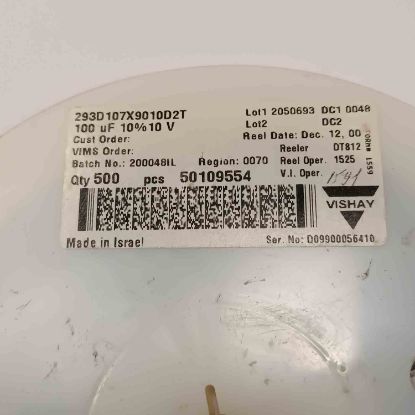 293D107X9010D2T Lot1 2050693 DC1 0048
100 uF 10% 10 V Lot2 DC2
Cust Order: Reel Date: Dec. 12, 00
VIMS Order: Reeler DT812
Batch No.: 200048IL Region: 0070 Reel Oper. 1525
Qty 500 pcs 50109554 V.I. Oper.
VISHAY
Made in Israel Ser. No: D09900056410